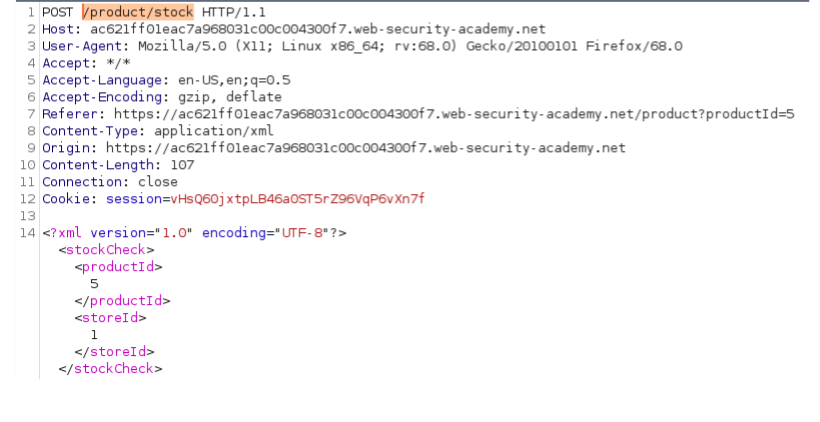 1 POST /product/stock HTTP/1.1
2 Host: ac621ff01eac7a968031c00c004300f7.web-security-academy.net
3 User-Agent: Mozilla/5.0 (X11; Linux x86_64; rv:68.0) Gecko/20100101 Firefox/68.0
4 Accept: */*
5 Accept-Language: en-US,en;q=0.5
6 Accept-Encoding: gzip, deflate
7 Referer: https://ac621ff01eac7a968031c00c004300f7.web-security-academy.net/product?productId=5
8 Content-Type: application/xml
9 Origin: https://ac621ff01eac7a968031c00c004300f7.web-security-academy.net
10 Content-Length: 107
11 Connection: close
12 Cookie: session=vHsQ60jxtpLB46a0ST5rZ96VqP6vXn7f
13
14 <?xml version="1.0" encoding="UTF-8"?>
<stockCheck>
<productId>
5
</productId>
<storeId>
1
</storeId>
</stockCheck>